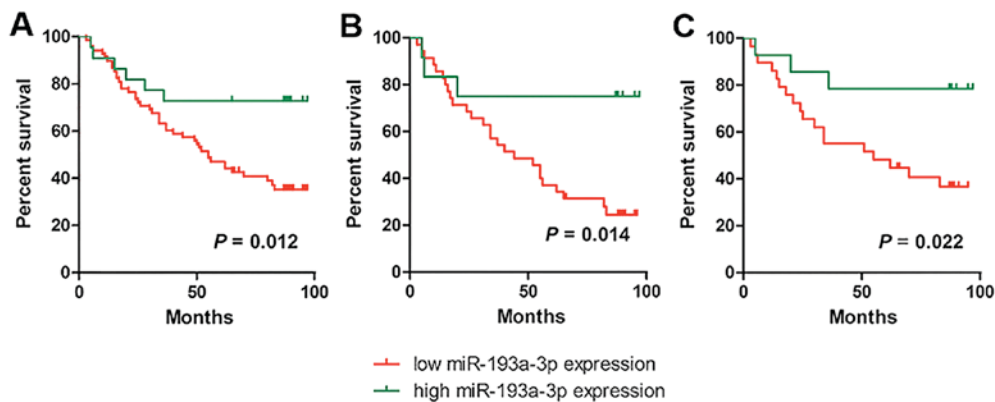 A
Percent survival
100
80
60
40
20
0
P = 0.012
0
50
100
Months
B
Percent survival
100
80
60
40
20
0
P = 0.014
0
50
100
Months
C
Percent survival
100
80
60
40
20
0
P = 0.022
0
50
100
Months
low miR-193a-3p expression
high miR-193a-3p expression